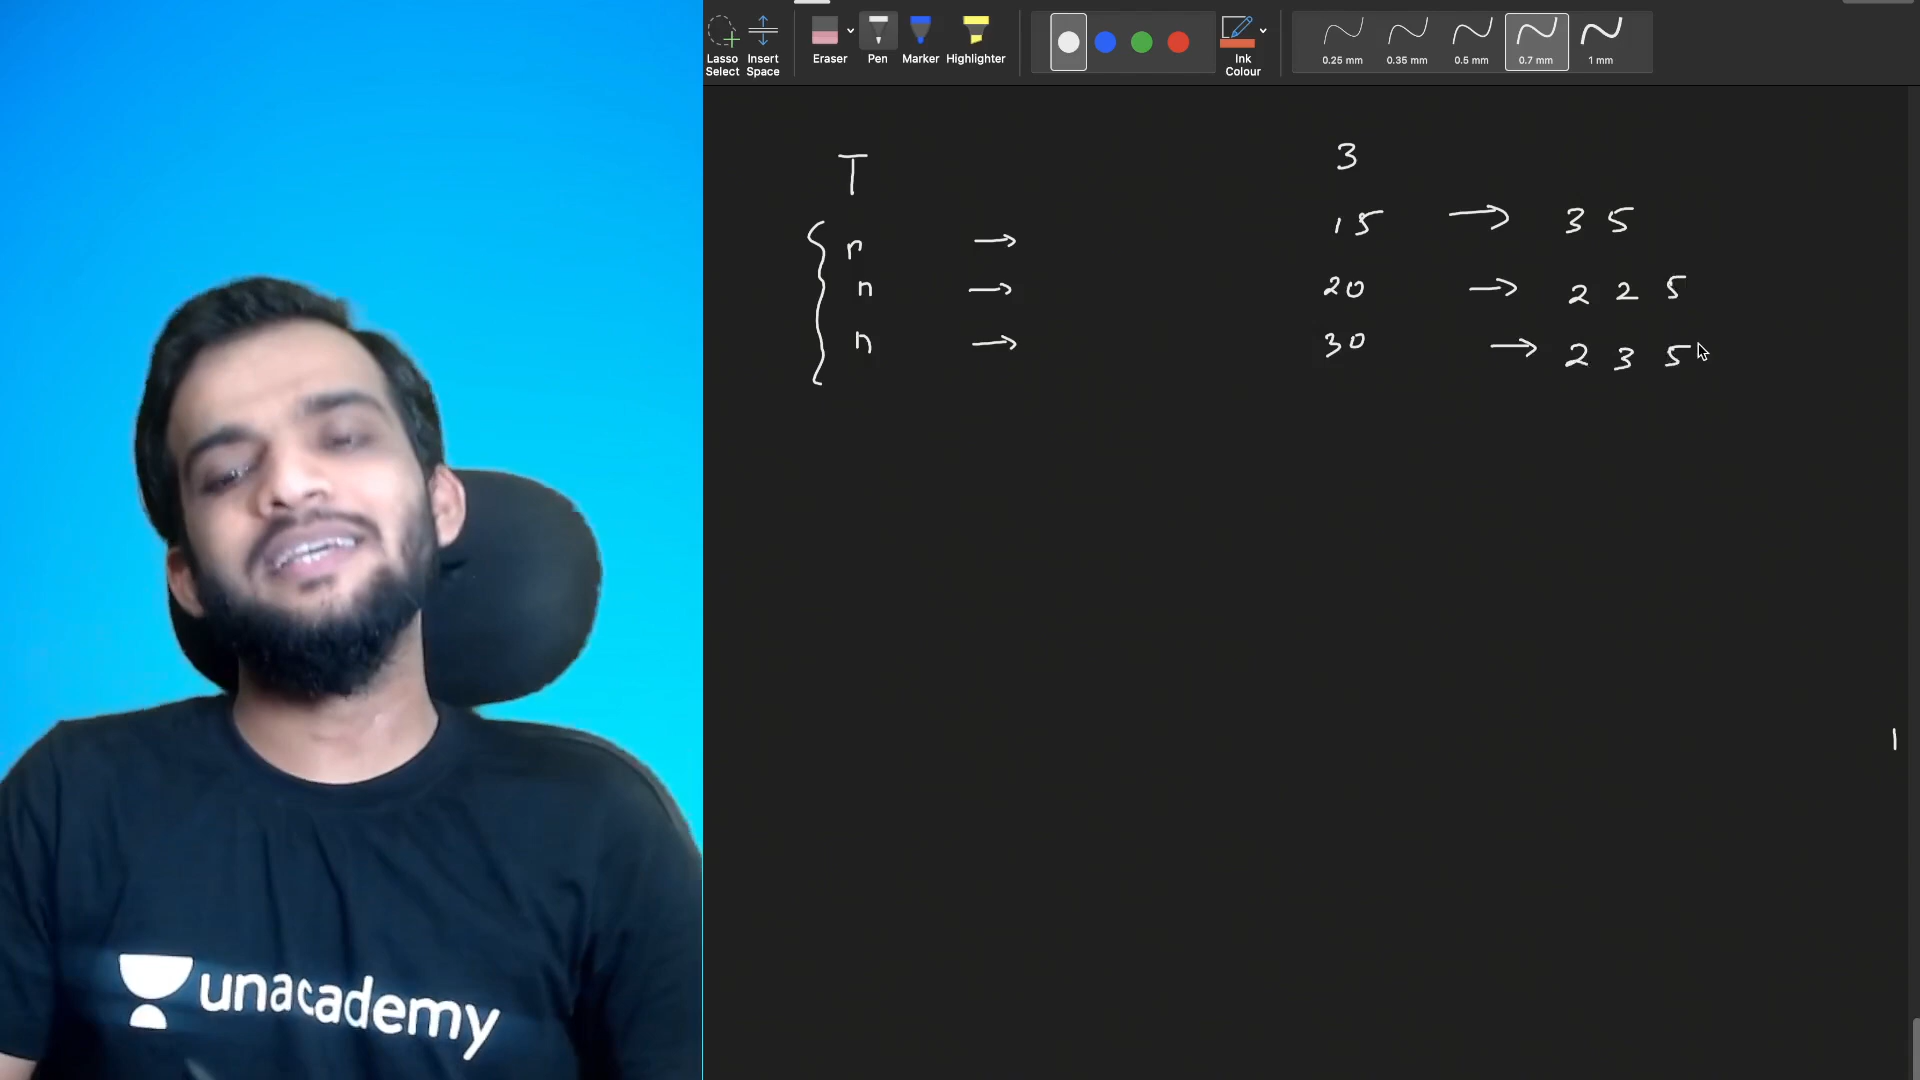 Lasso Select
Insert Space
Eraser
Pen
Marker
Highlighter
Ink Colour
0.25 mm
0.35 mm
0.5 mm
0.7 mm
1 mm
T
n →
n →
n →
3
15 → 3 5
20 → 2 2 5
30 → 2 3 5
1
unacademy